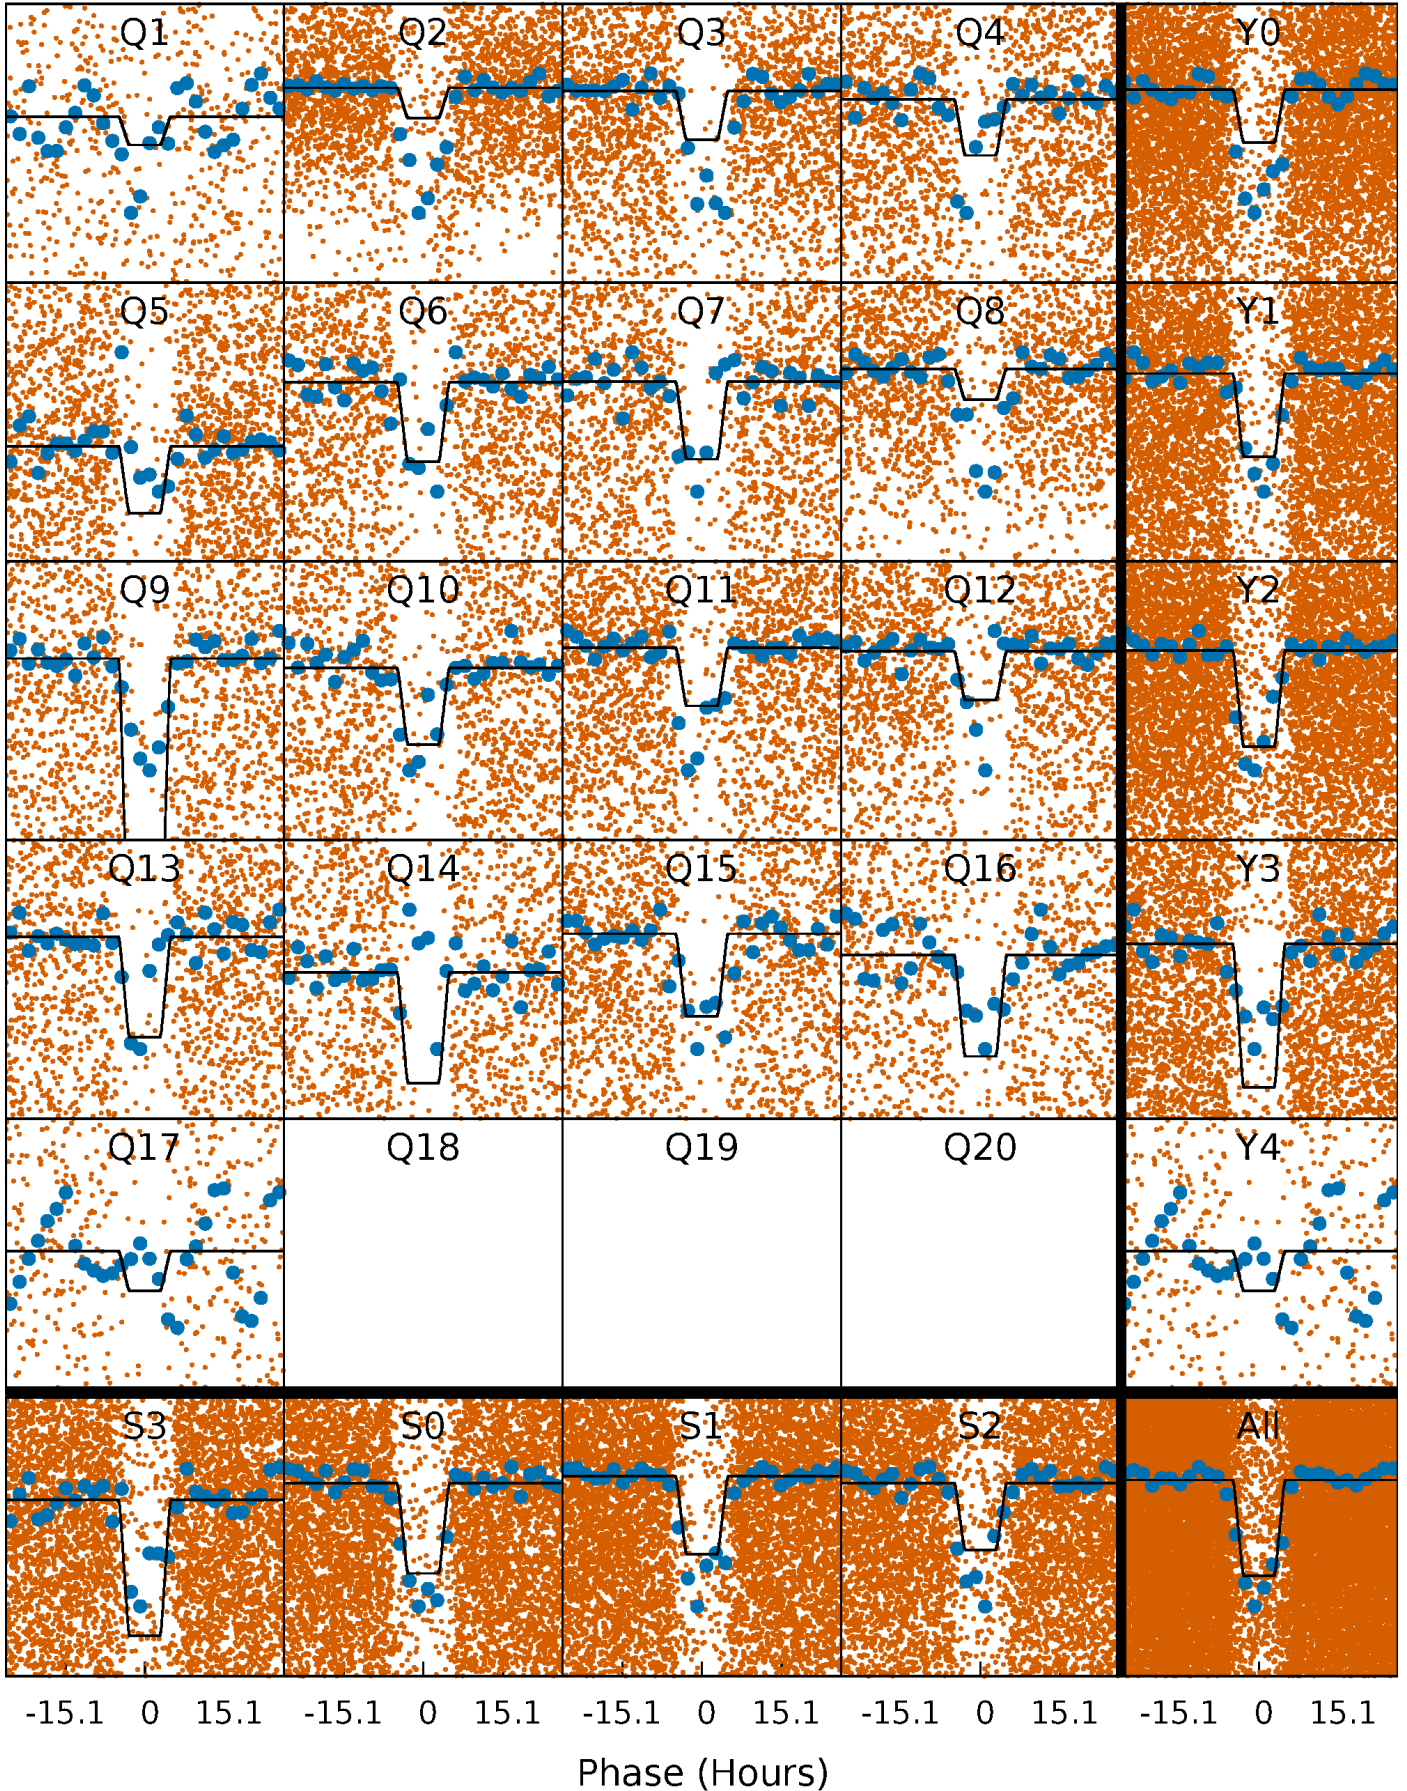 Q1 Q2 Q3 Q4 Y0
Q5 Q6 Q7 Q8 Y1
Q9 Q10 Q11 Q12 Y2
Q13 Q14 Q15 Q16 Y3
Q17 Q18 Q19 Q20 Y4
S3 S0 S1 S2 All
-15.1 0 15.1 -15.1 0 15.1 -15.1 0 15.1 -15.1 0 15.1 -15.1 0 15.1
Phase (Hours)